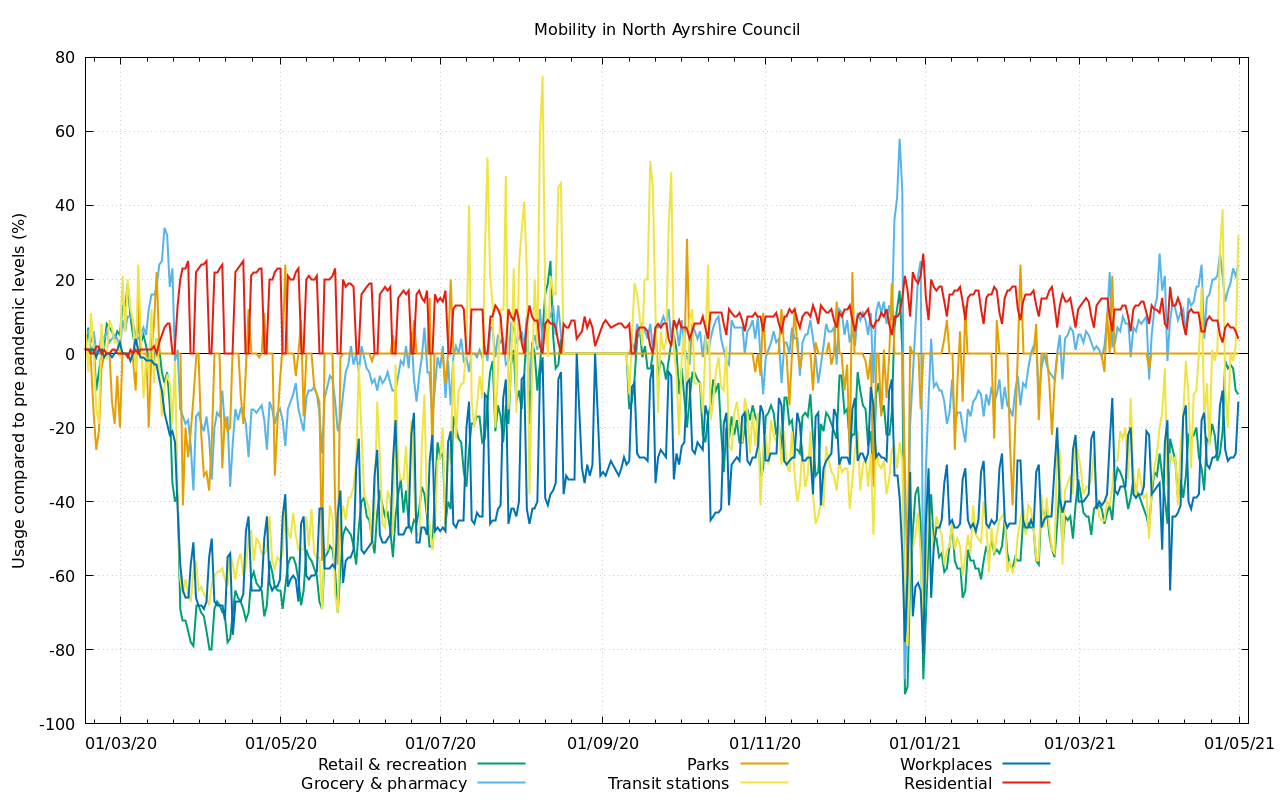 Mobility in North Ayrshire Council
Usage compared to pre pandemic levels (%)
80
60
40
20
0
-20
-40
-60
-80
-100
01/03/20 01/05/20 01/07/20 01/09/20 01/11/20 01/01/21 01/03/21 01/05/21
Retail & recreation Parks Workplaces
Grocery & pharmacy Transit stations Residential